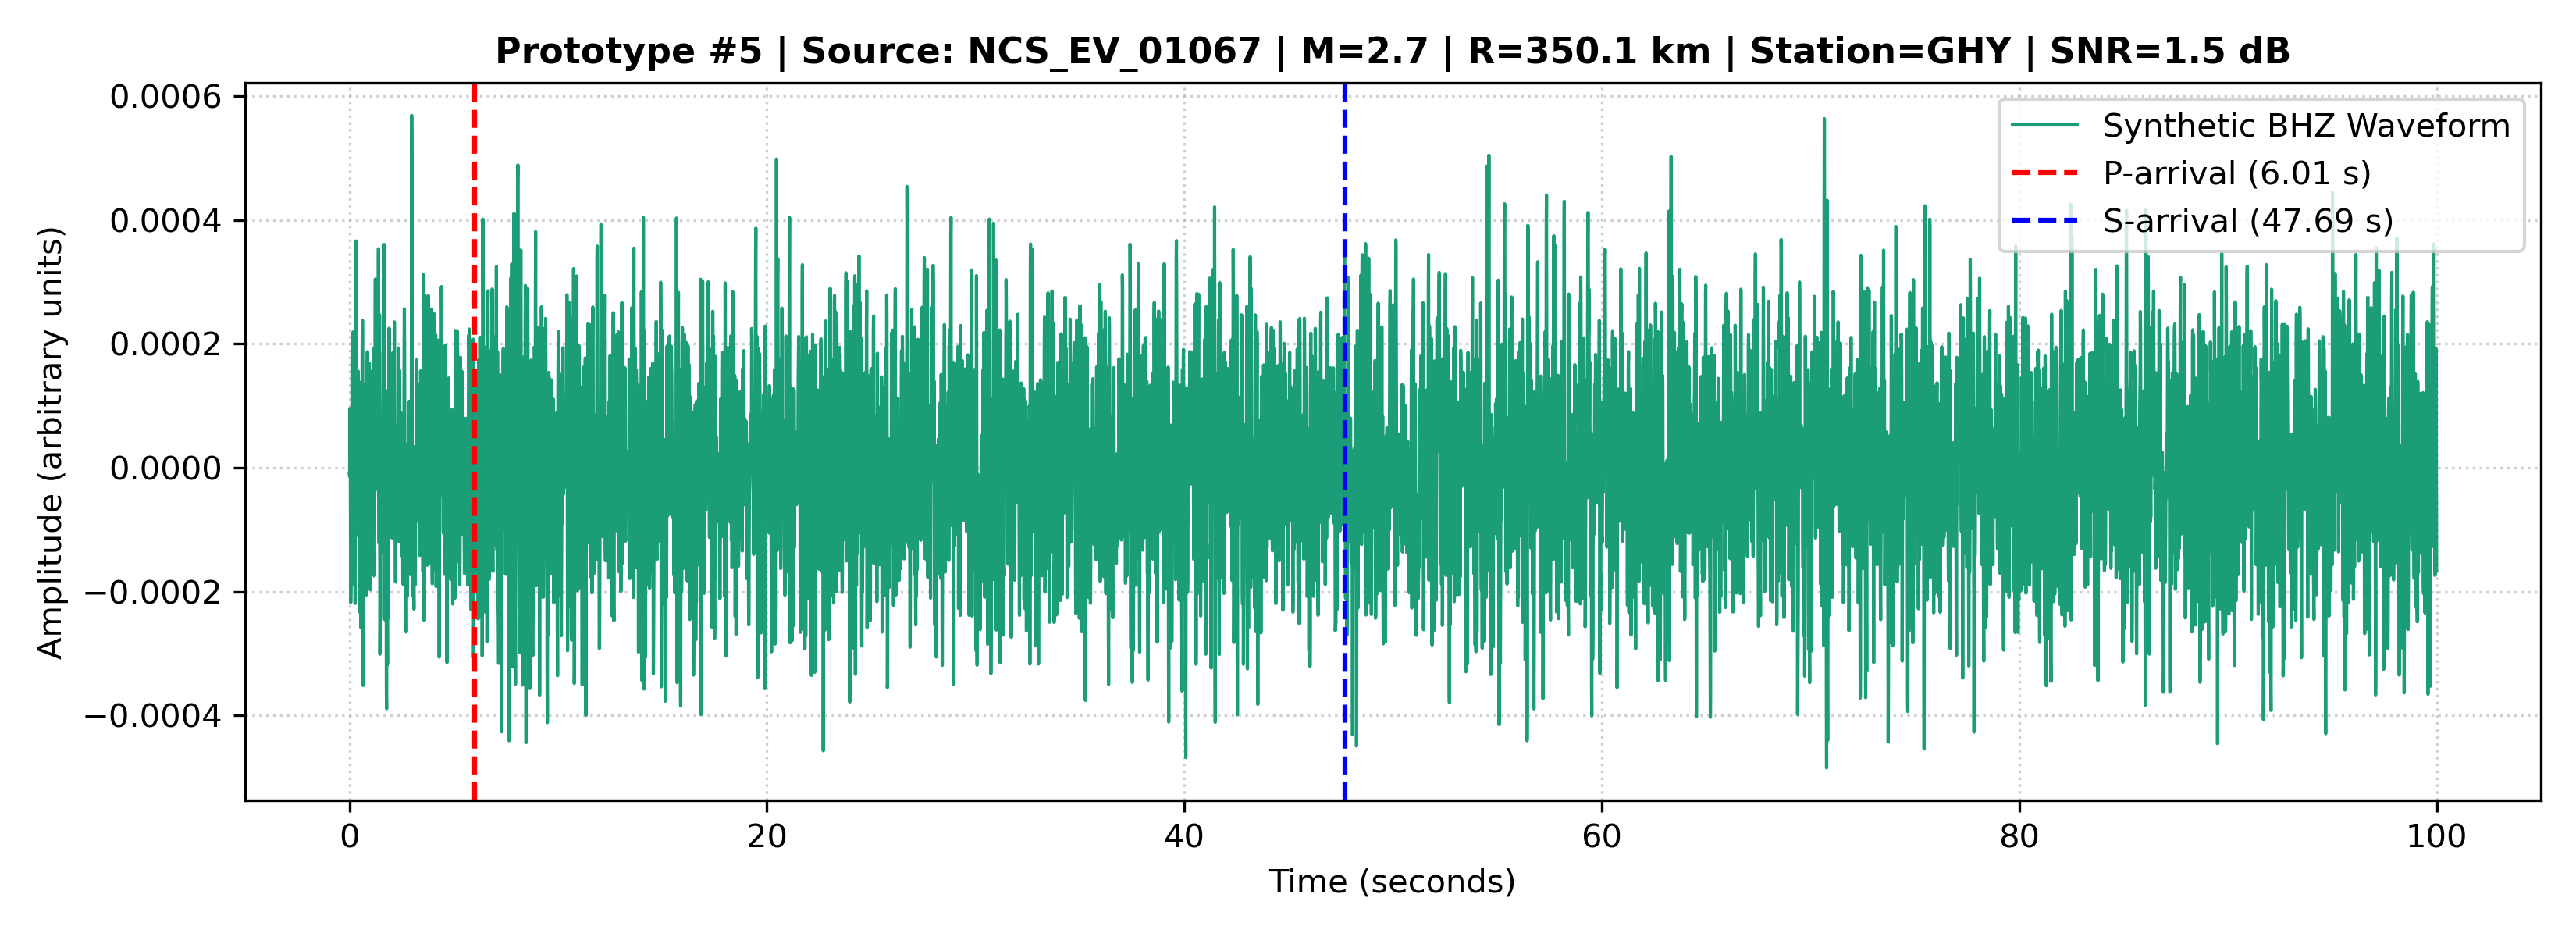 Prototype #5 | Source: NCS_EV_01067 | M=2.7 | R=350.1 km | Station=GHY | SNR=1.5 dB
Synthetic BHZ Waveform
P-arrival (6.01 s)
S-arrival (47.69 s)
Amplitude (arbitrary units)
0.0006
0.0004
0.0002
0.0000
−0.0002
−0.0004
0 20 40 60 80 100
Time (seconds)